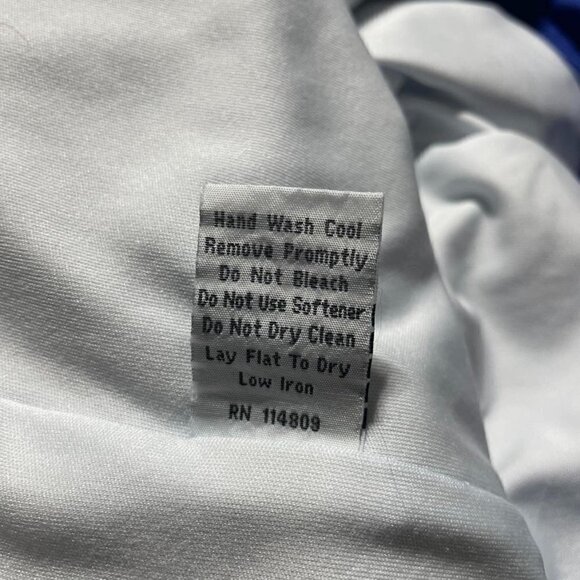 Hand Wash Cool
Remove Promptly
Do Not Bleach
Do Not Use Softener
Do Not Dry Clean
Lay Flat To Dry
Low Iron
RN 114809